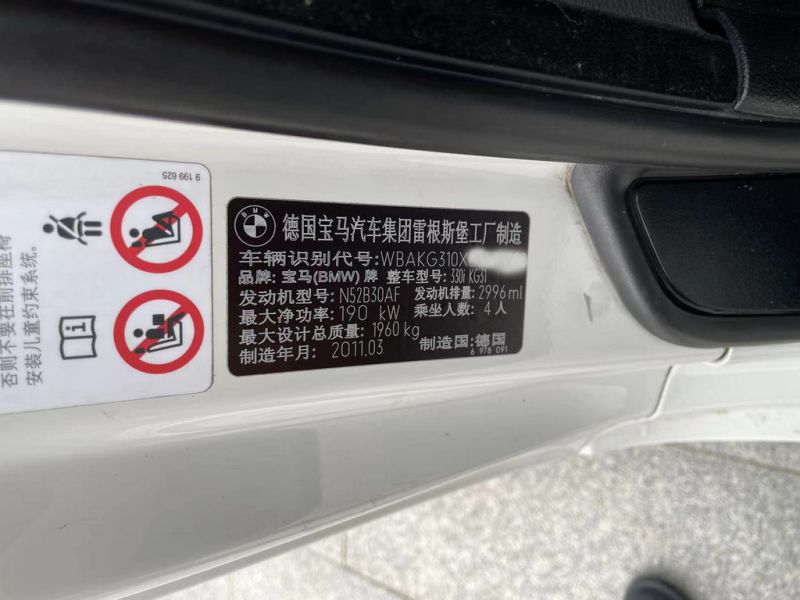 9 199 625
否则不要在前排座椅
安装儿童约束系统。
BMW
德国宝马汽车集团雷根斯堡工厂制造
车辆识别代号:WBAKG310X
品牌: 宝马(BMW) 牌 整车型号: 330i KG31
发动机型号: N52B30AF 发动机排量: 2996ml
最大净功率: 190 kW 乘坐人数: 4人
最大设计总质量: 1960 kg
制造年月: 2011.03 制造国: 德国
6 978 091